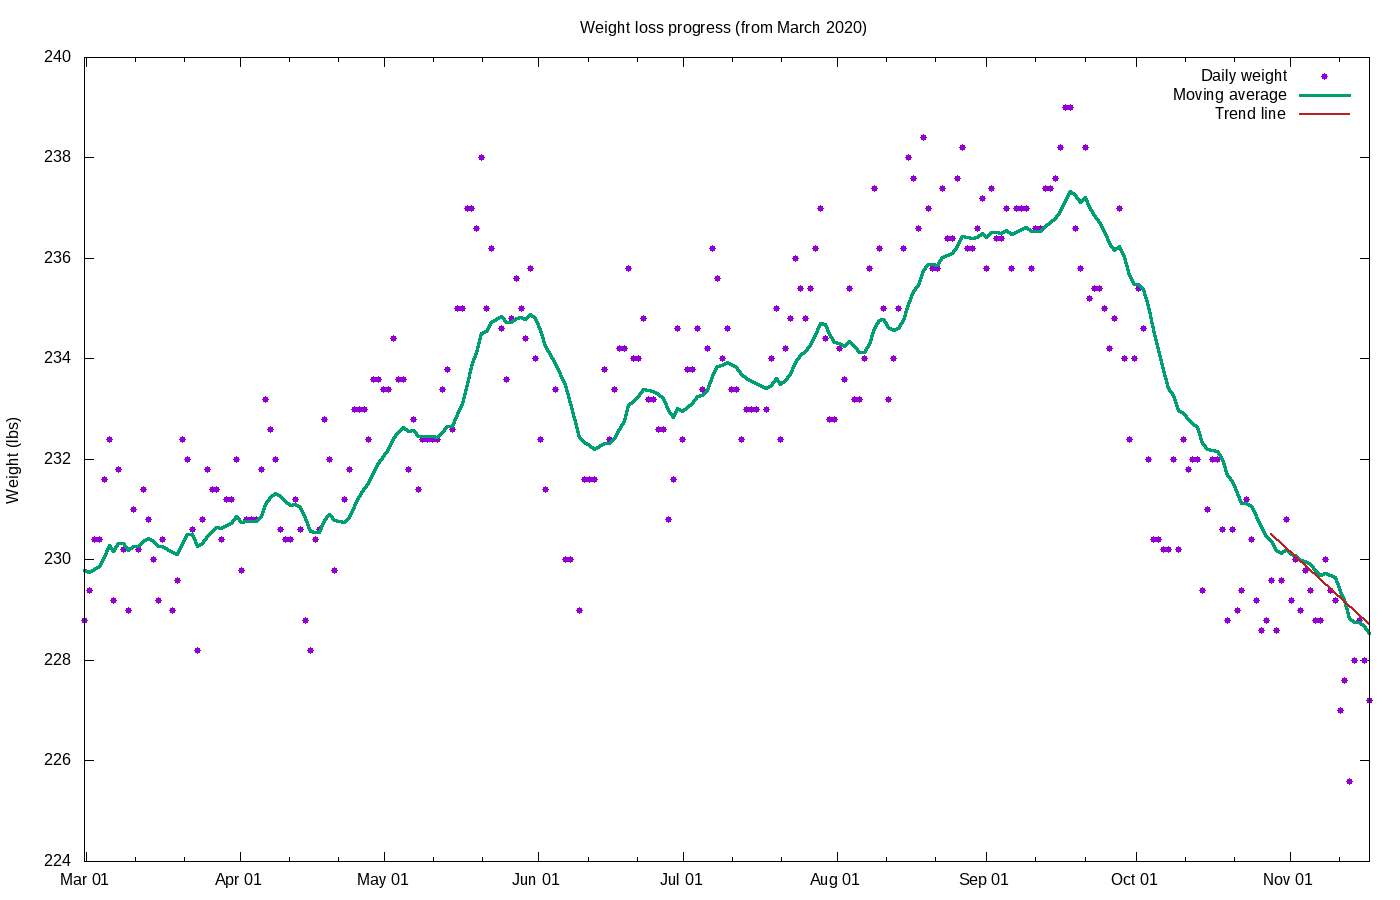 Weight loss progress (from March 2020)
Daily weight
Moving average
Trend line
Weight (lbs)
240
238
236
234
232
230
228
226
224
Mar 01 Apr 01 May 01 Jun 01 Jul 01 Aug 01 Sep 01 Oct 01 Nov 01